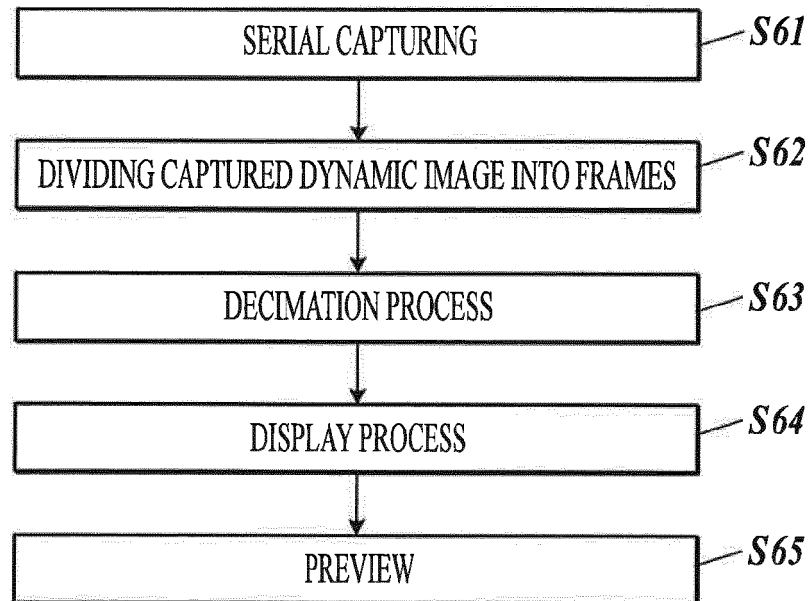 SERIAL CAPTURING S61
DIVIDING CAPTURED DYNAMIC IMAGE INTO FRAMES S62
DECIMATION PROCESS S63
DISPLAY PROCESS S64
PREVIEW S65